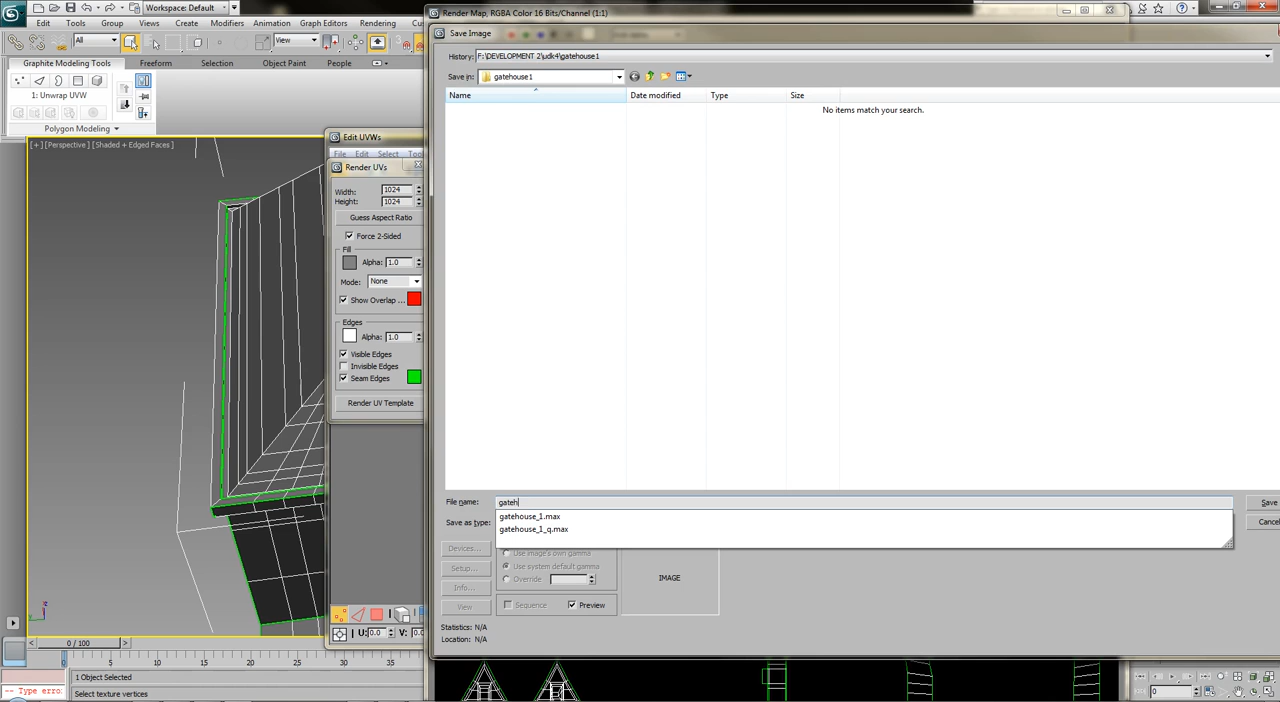 Workspace: Default
Render Map, RGBA Color 16 Bits/Channel (1:1)
Edit Tools Group Views Create Modifiers Animation Graph Editors Rendering
Save Image
All
View
History: F:\DEVELOPMENT 2\udk4\gatehouse1
Graphite Modeling Tools Freeform Selection Object Paint People
Save in: gatehouse1
Name Date modified Type Size
1: Unwrap UVW
No items match your search.
Polygon Modeling
[+] [Perspective] [Shaded + Edged Faces]
Edit UVWs
File Edit Select Too
Render UVs
Width: 1024
Height: 1024
Guess Aspect Ratio
Force 2-Sided
Fill
Alpha: 1.0
Mode: None
Show Overlap ...
Edges
Alpha: 1.0
Visible Edges
Invisible Edges
Seam Edges
Render UV Template
File name: gateh
Save
gatehouse_1.max
Save as type:
Cancel
gatehouse_1_q.max
Devices...
Use image's own gamma
Setup...
Use system default gamma
Override
IMAGE
Info...
View
Sequence
Preview
Statistics: N/A
Location: N/A
U: 0.0 V: 0.0
z
0 / 100
5 10 15 20 25 30 35
1 Object Selected
-- Type erro
Select texture vertices
0